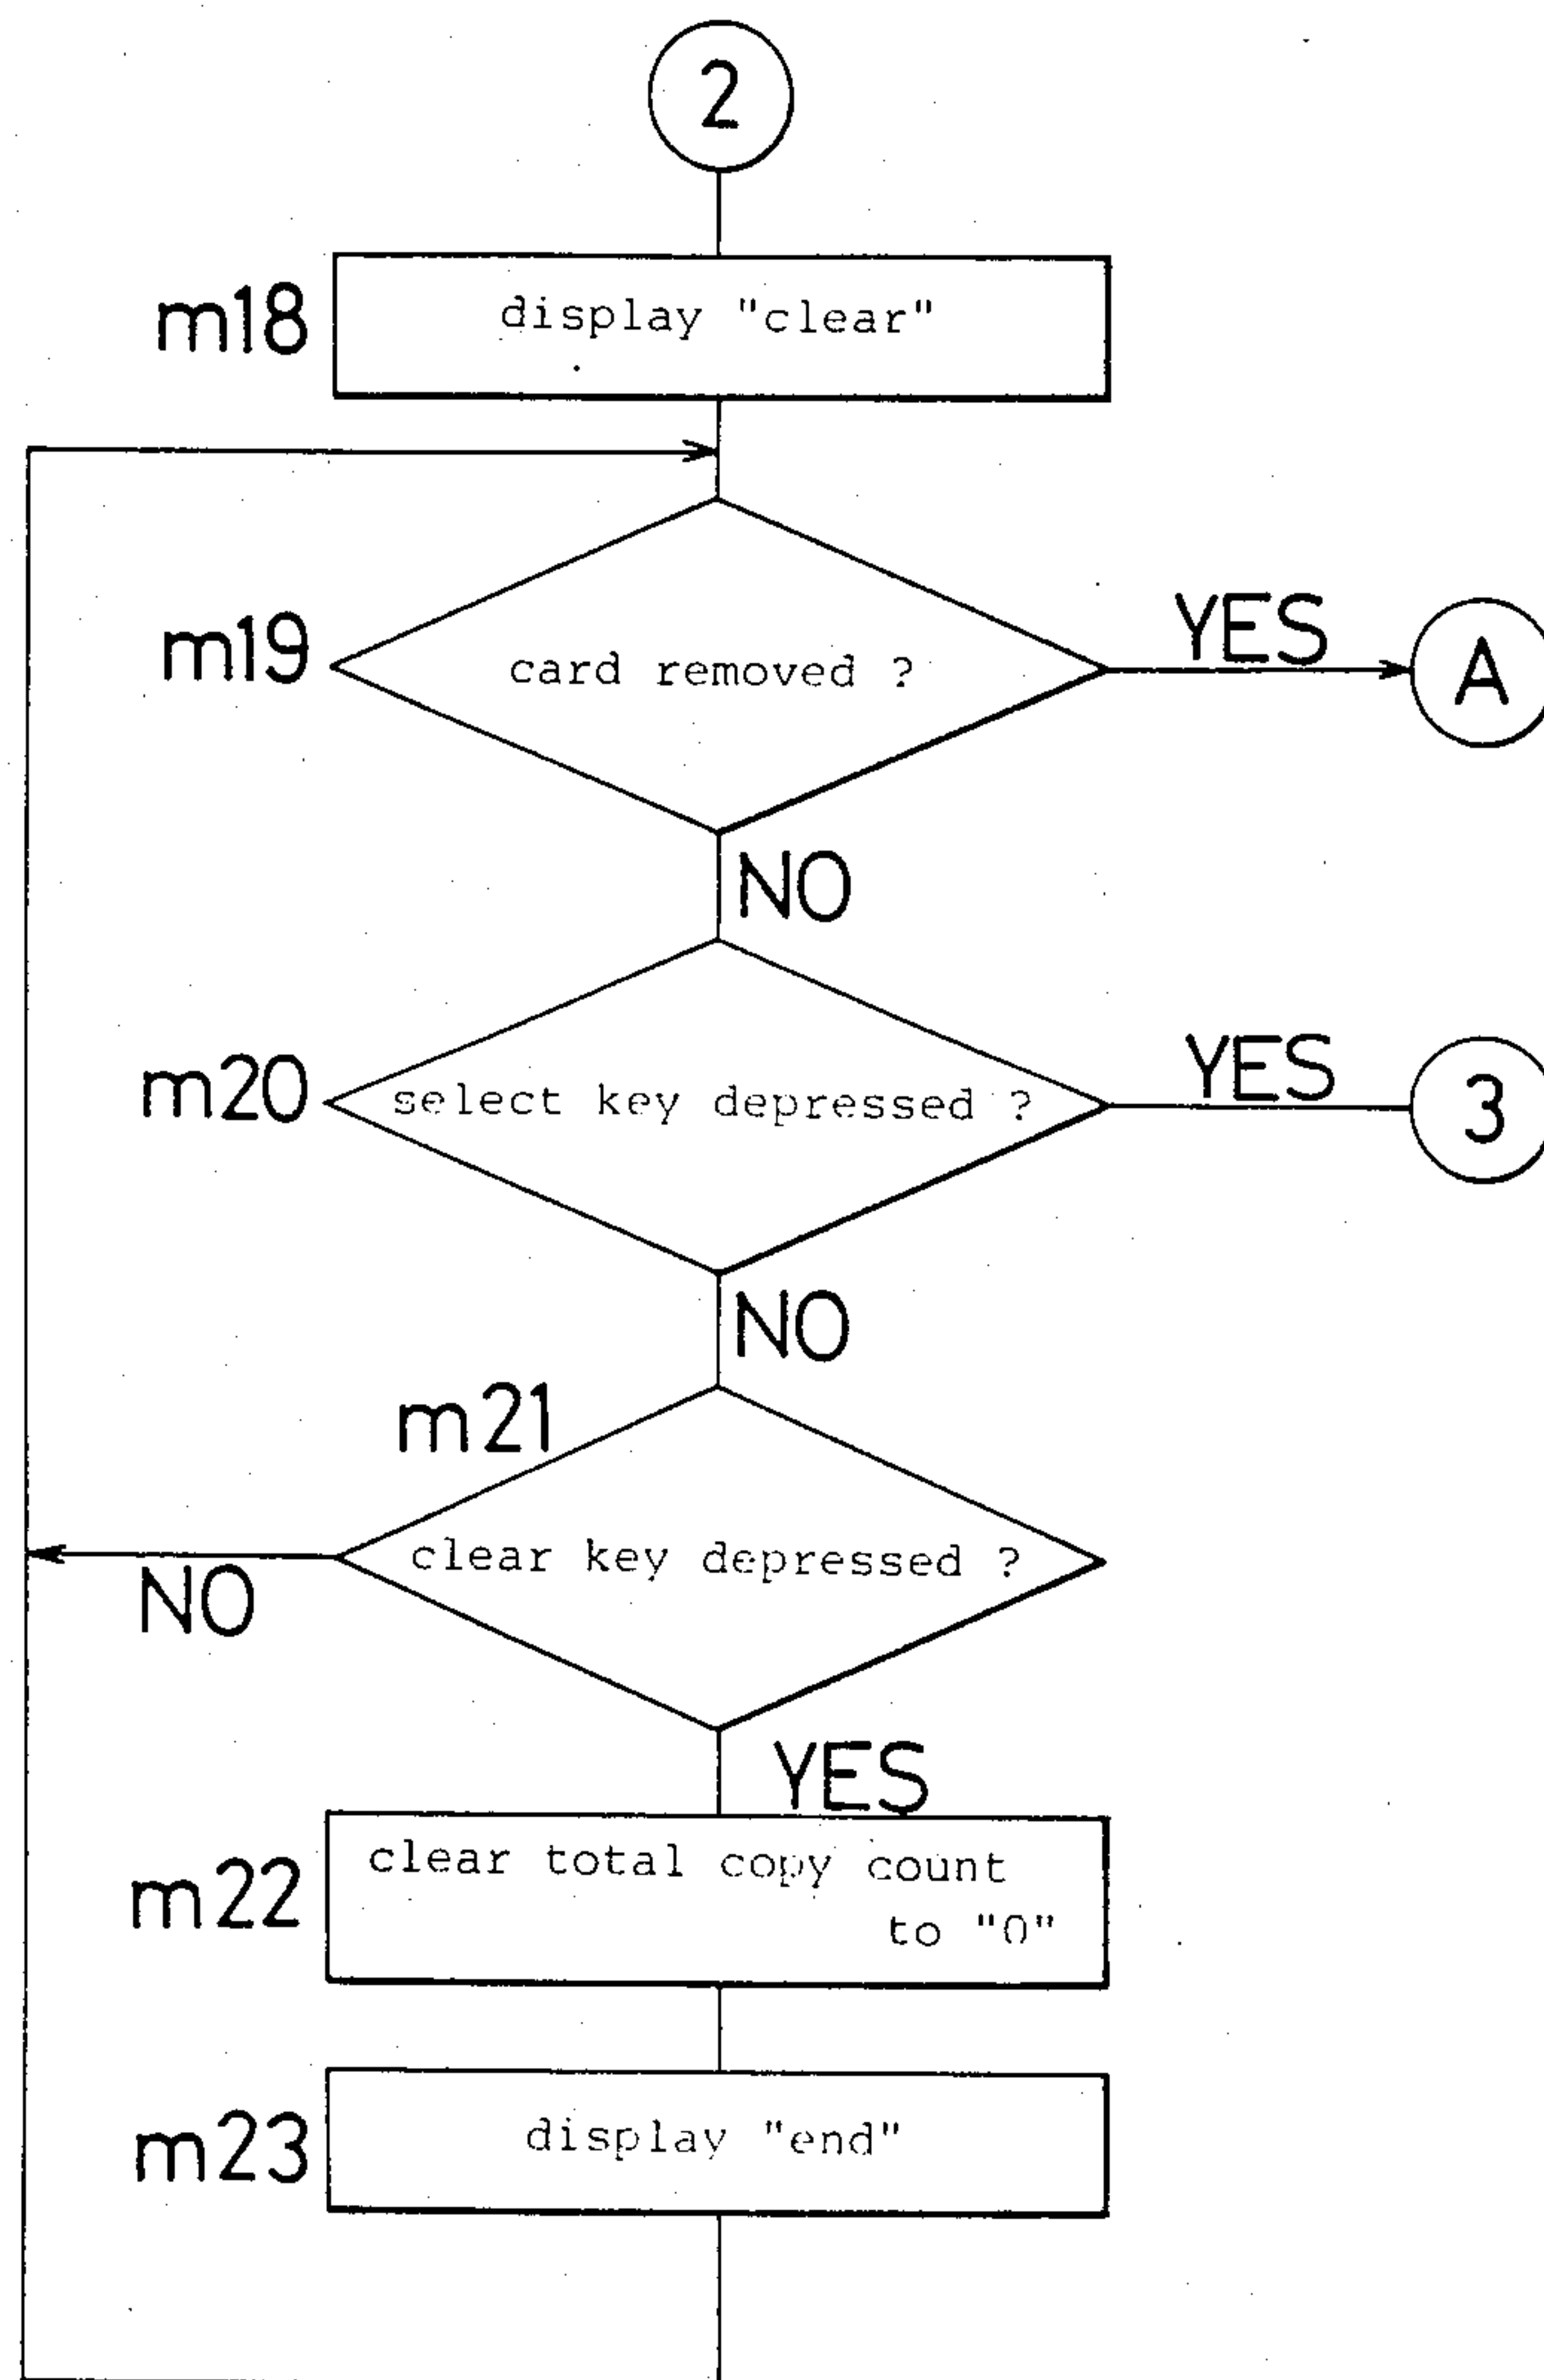 2
m18
display "clear"
m19
card removed ?
YES
A
NO
m20
select key depressed ?
YES
3
NO
m21
clear key depressed ?
NO
YES
m22
clear total copy count
to "0"
m23
display "end"